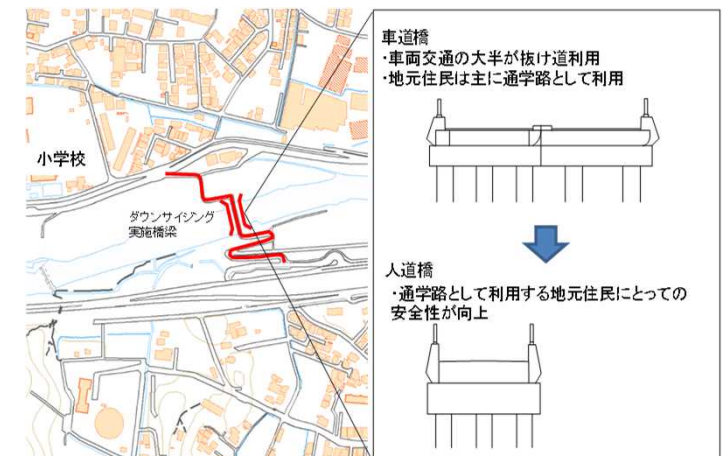 小学校
ダウンサイジング
実施橋梁
車道橋
・車両交通の大半が抜け道利用
・地元住民は主に通学路として利用
人道橋
・通学路として利用する地元住民にとっての
安全性が向上